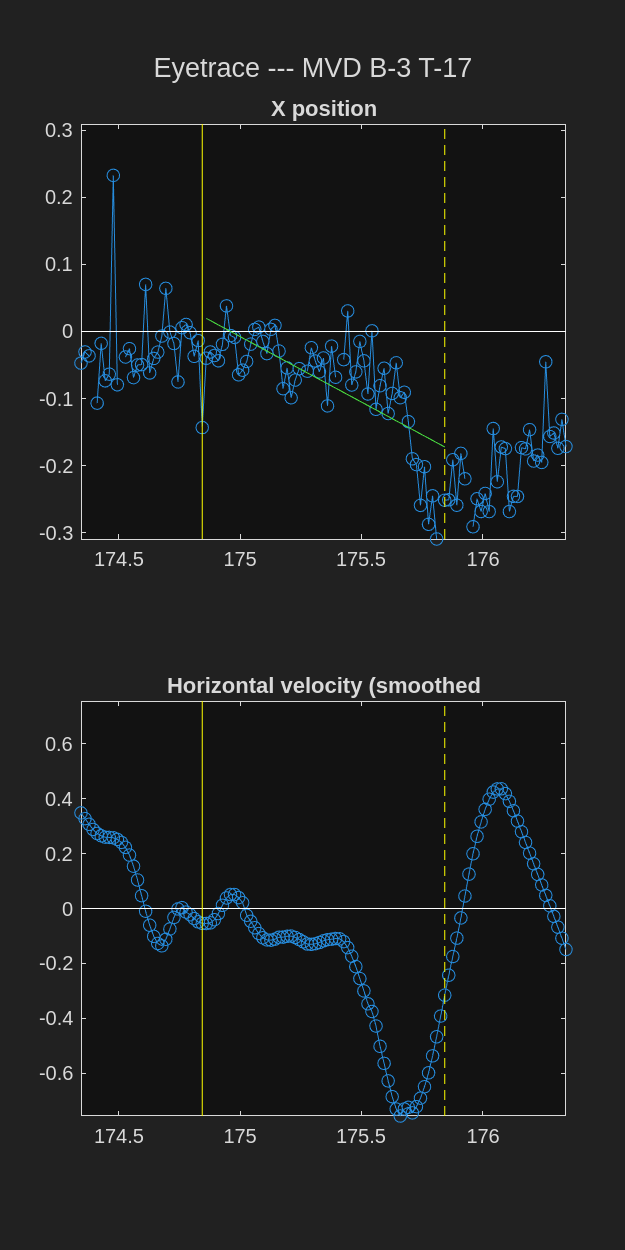 Eyetrace --- MVD B-3 T-17
X position
0.3
0.2
0.1
0
-0.1
-0.2
-0.3
174.5 175 175.5 176
Horizontal velocity (smoothed
0.6
0.4
0.2
0
-0.2
-0.4
-0.6
174.5 175 175.5 176